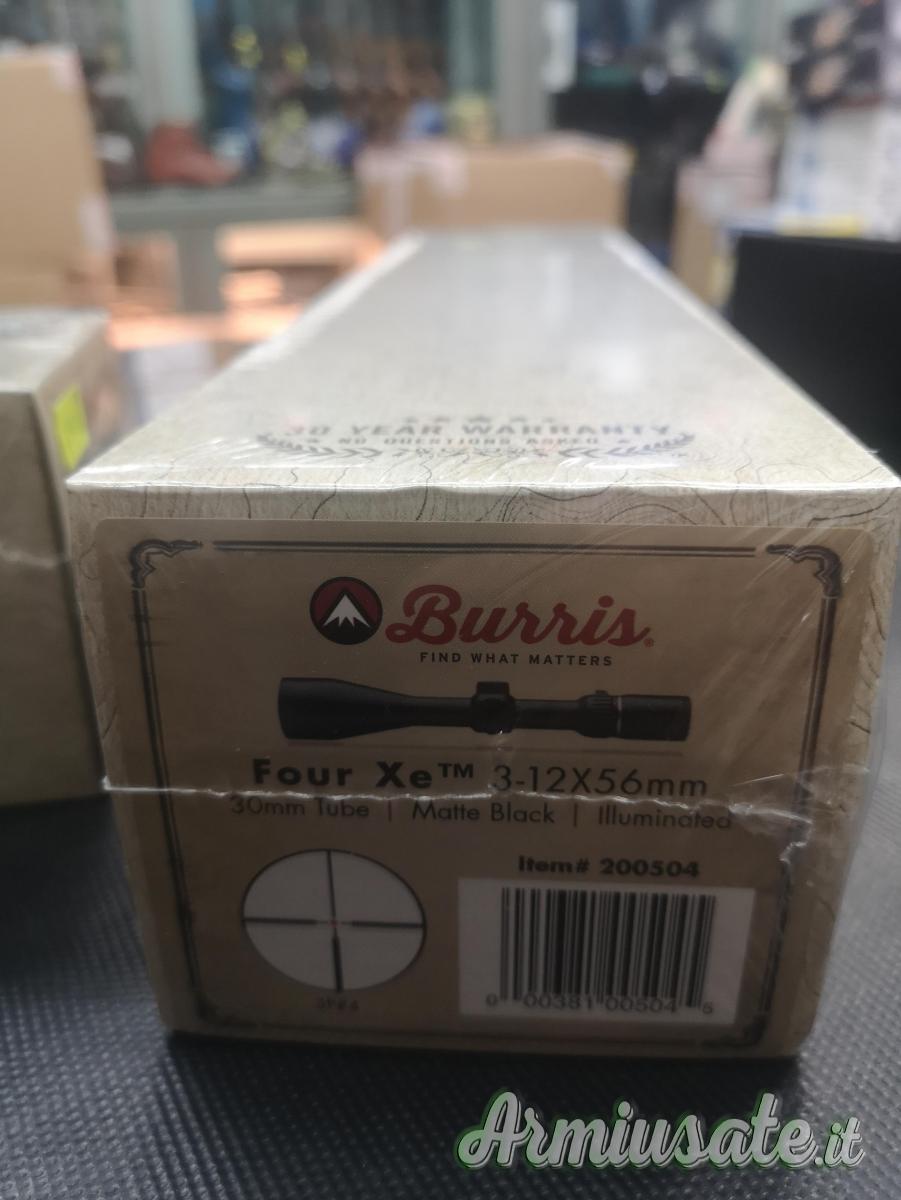 30 YEAR WARRANTY
NO QUESTIONS ASKED
Burris®
FIND WHAT MATTERS
Four Xe™ 3-12X56mm
30mm Tube | Matte Black | Illuminated
Item# 200504
0 00381 00504 5
Armiusate.it